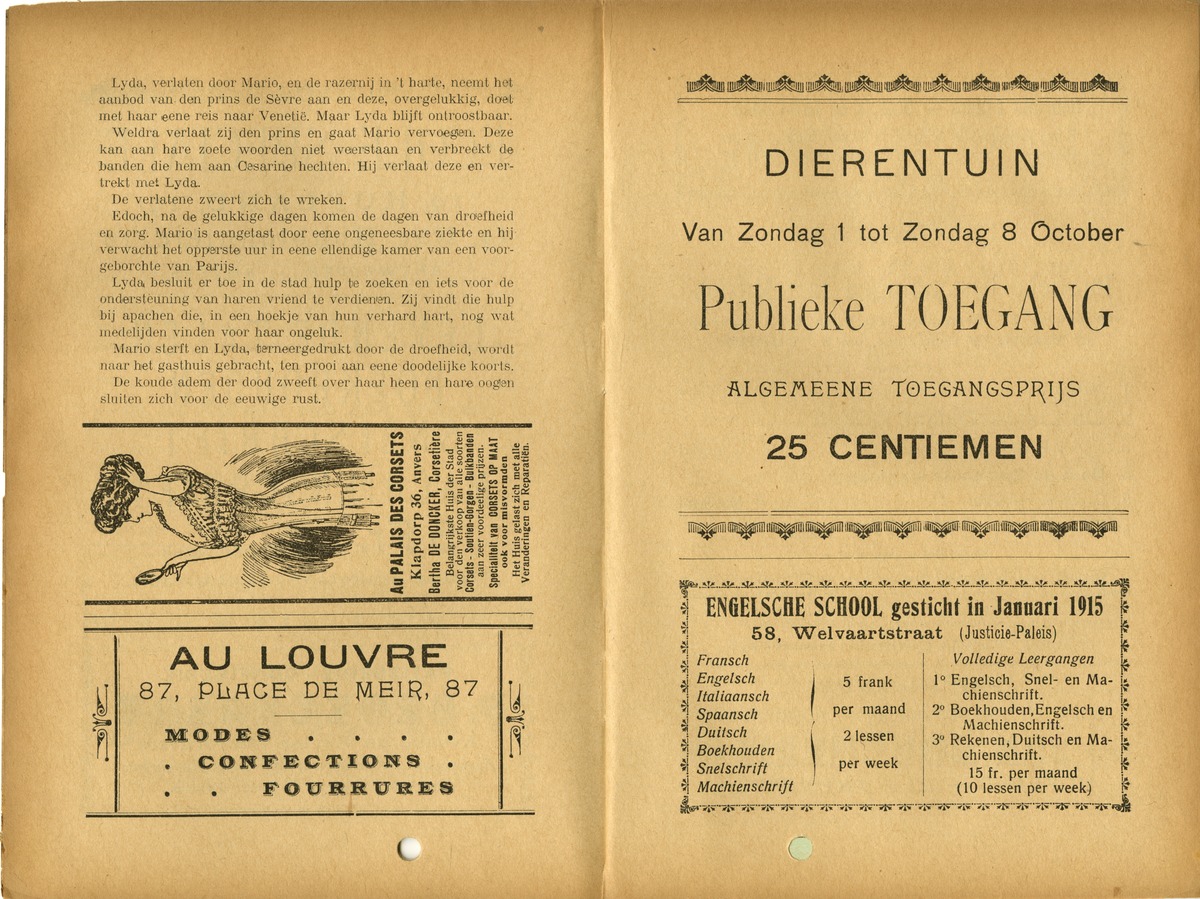 Lyda, verlaten door Mario, en de razernij in 't harte, neemt het
aanbod van den prins de Sèvre aan en deze, overgelukkig, doet
met haar eene reis naar Venetië. Maar Lyda blijft ontroostbaar.
Weldra verlaat zij den prins en gaat Mario vervoegen. Deze
kan aan hare zoete woorden niet weerstaan en verbreekt de
banden die hem aan Cesarine hechten. Hij verlaat deze en ver-
trekt met Lyda.
De verlatene zweert zich te wreken.
Edoch, na de gelukkige dagen komen de dagen van droefheid
en zorg. Mario is aangetast door eene ongeneesbare ziekte en hij
verwacht het opperste uur in eene ellendige kamer van een voor-
geborchte van Parijs.
Lyda besluit er toe in de stad hulp te zoeken en iets voor de
ondersteuning van haren vriend te verdienen. Zij vindt die hulp
bij apachen die, in een hoekje van hun verhard hart, nog wat
medelijden vinden voor haar ongeluk.
Mario sterft en Lyda, terneergedrukt door de droefheid, wordt
naar het gasthuis gebracht, ten prooi aan eene doodelijke koorts.
De koude adem der dood zweeft over haar heen en hare oogen
sluiten zich voor de eeuwige rust.
Au PALAIS DES CORSETS
Klapdorp 36, Anvers
Bertha DE DONCKER, Corsetière
Belangrijkste Huis der Stad
voor den verkoop van alle soorten
Corsets - Soutien-Gorgen - Buikbanden
aan zeer voordeelige prijzen.
Specialiteit van CORSETS OP MAAT
ook voor misvormden
Het Huis gelast zich met alle
Veranderingen en Reparatiën.
AU LOUVRE
87, PLACE DE MEIR, 87
MODES . . . .
. CONFECTIONS .
. . FOURRURES
DIERENTUIN
Van Zondag 1 tot Zondag 8 October
Publieke TOEGANG
ALGEMEENE TOEGANGSPRIJS
25 CENTIEMEN
ENGELSCHE SCHOOL gesticht in Januari 1915
58, Welvaartstraat (Justicie-Paleis)
Fransch
Engelsch
Italiaansch
Spaansch
Duitsch
Boekhouden
Snelschrift
Machienschrift
5 frank
per maand
2 lessen
per week
Volledige Leergangen
1º Engelsch, Snel- en Ma-
chienschrift.
2º Boekhouden, Engelsch en
Machienschrift.
3º Rekenen, Duitsch en Ma-
chienschrift.
15 fr. per maand
(10 lessen per week)